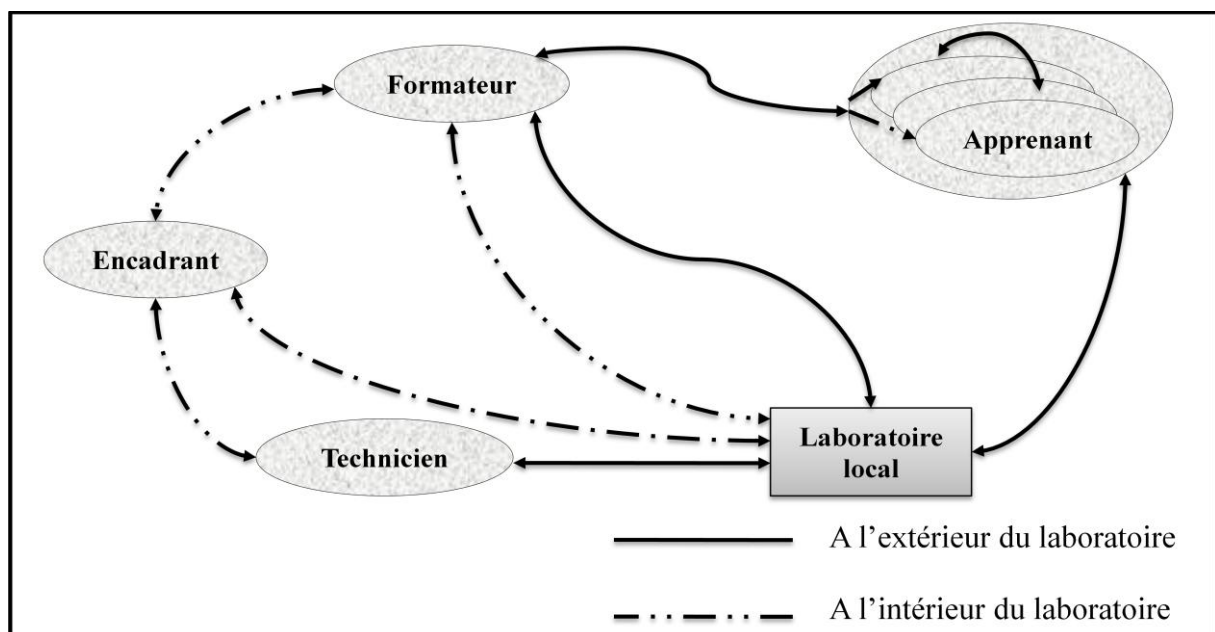 Formateur
Apprenant
Encadrant
Technicien
Laboratoire
local
A l’extérieur du laboratoire
A l’intérieur du laboratoire